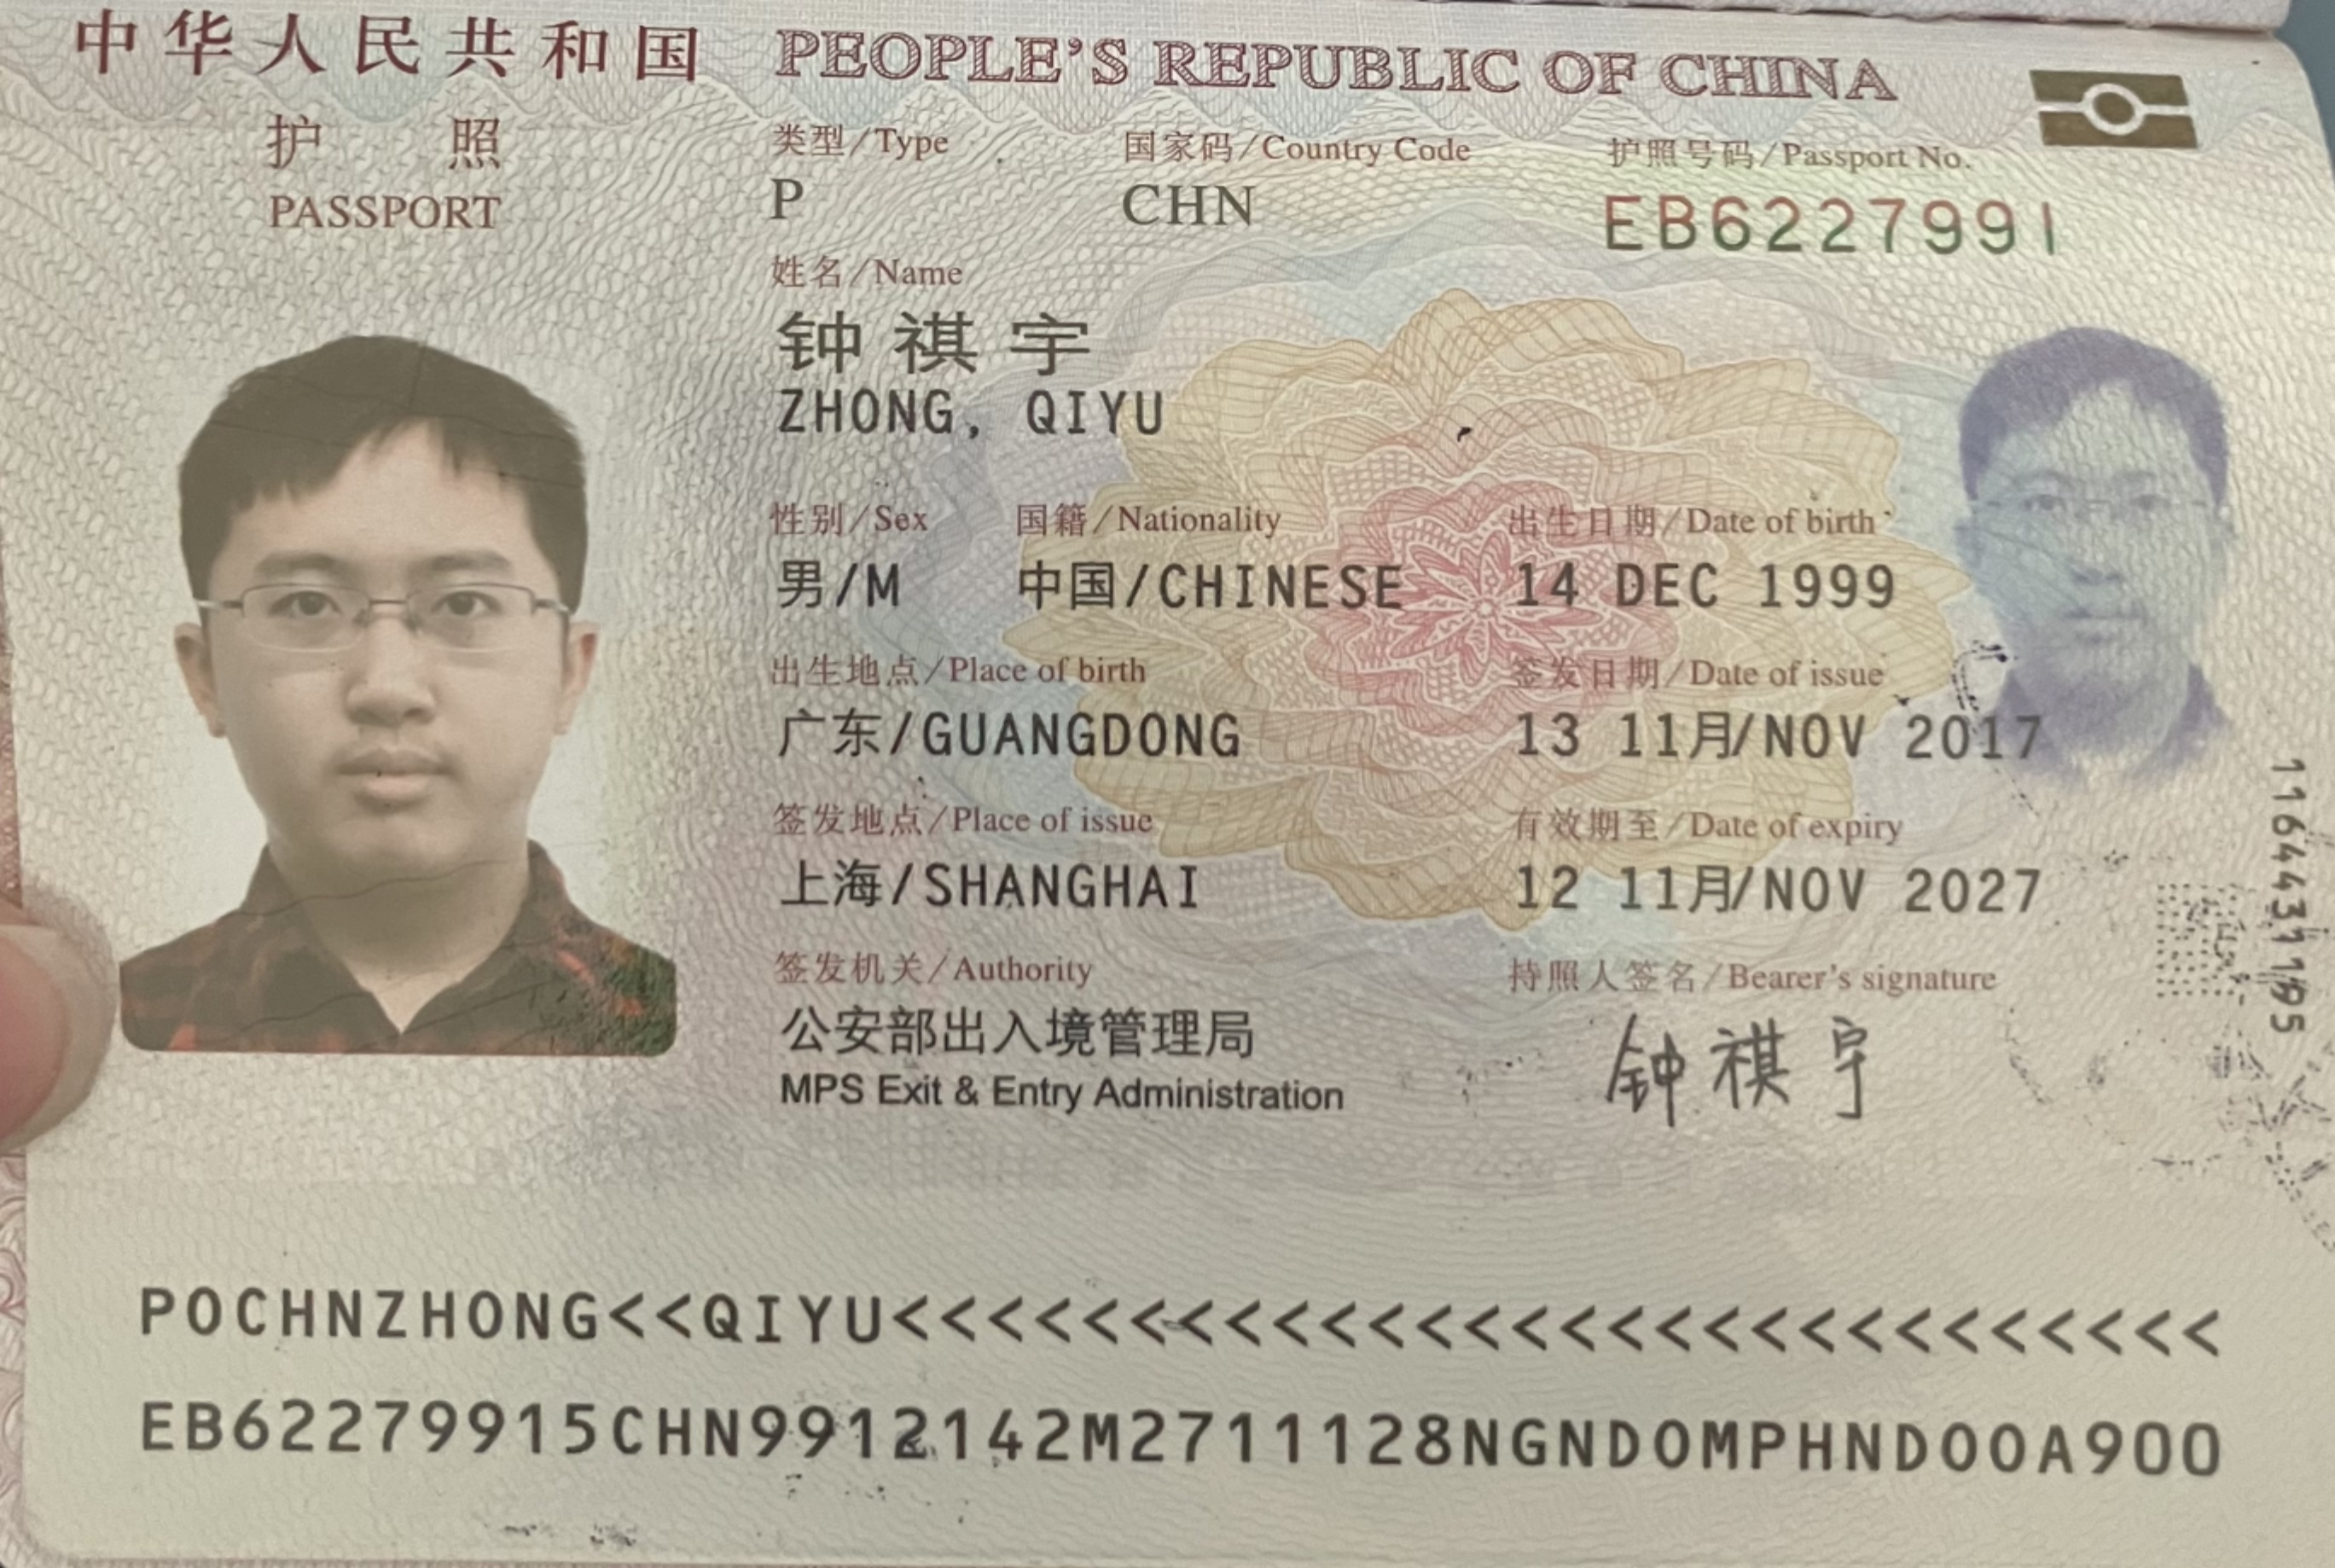 中华人民共和国 PEOPLE'S REPUBLIC OF CHINA
护照
PASSPORT
类型/Type 国家码/Country Code 护照号码/Passport No.
P CHN EB6227991
姓名/Name
钟祺宇
ZHONG, QIYU
性别/Sex 国籍/Nationality 出生日期/Date of birth
男/M 中国/CHINESE 14 DEC 1999
出生地点/Place of birth 签发日期/Date of issue
广东/GUANGDONG 13 11月/NOV 2017
签发地点/Place of issue 有效期至/Date of expiry
上海/SHANGHAI 12 11月/NOV 2027
签发机关/Authority 持照人签名/Bearer's signature
公安部出入境管理局 钟祺宇
MPS Exit & Entry Administration
1164431195
POCHNZHONG<<QIYU<<<<<<<<<<<<<<<<<<<<<<<<<<<<
EB62279915CHN9912142M2711128NGNDOMPHNDOOA900